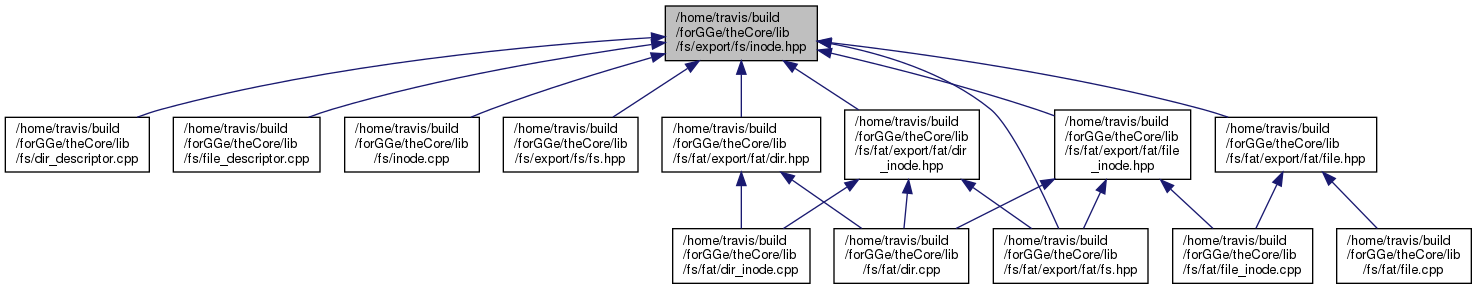 /home/travis/build
/forGGe/theCore/lib
/fs/export/fs/inode.hpp
/home/travis/build
/forGGe/theCore/lib
/fs/dir_descriptor.cpp
/home/travis/build
/forGGe/theCore/lib
/fs/file_descriptor.cpp
/home/travis/build
/forGGe/theCore/lib
/fs/inode.cpp
/home/travis/build
/forGGe/theCore/lib
/fs/export/fs/fs.hpp
/home/travis/build
/forGGe/theCore/lib
/fs/fat/export/fat/dir.hpp
/home/travis/build
/forGGe/theCore/lib
/fs/fat/export/fat/dir
_inode.hpp
/home/travis/build
/forGGe/theCore/lib
/fs/fat/export/fat/file
_inode.hpp
/home/travis/build
/forGGe/theCore/lib
/fs/fat/export/fat/file.hpp
/home/travis/build
/forGGe/theCore/lib
/fs/fat/dir_inode.cpp
/home/travis/build
/forGGe/theCore/lib
/fs/fat/dir.cpp
/home/travis/build
/forGGe/theCore/lib
/fs/fat/export/fat/fs.hpp
/home/travis/build
/forGGe/theCore/lib
/fs/fat/file_inode.cpp
/home/travis/build
/forGGe/theCore/lib
/fs/fat/file.cpp